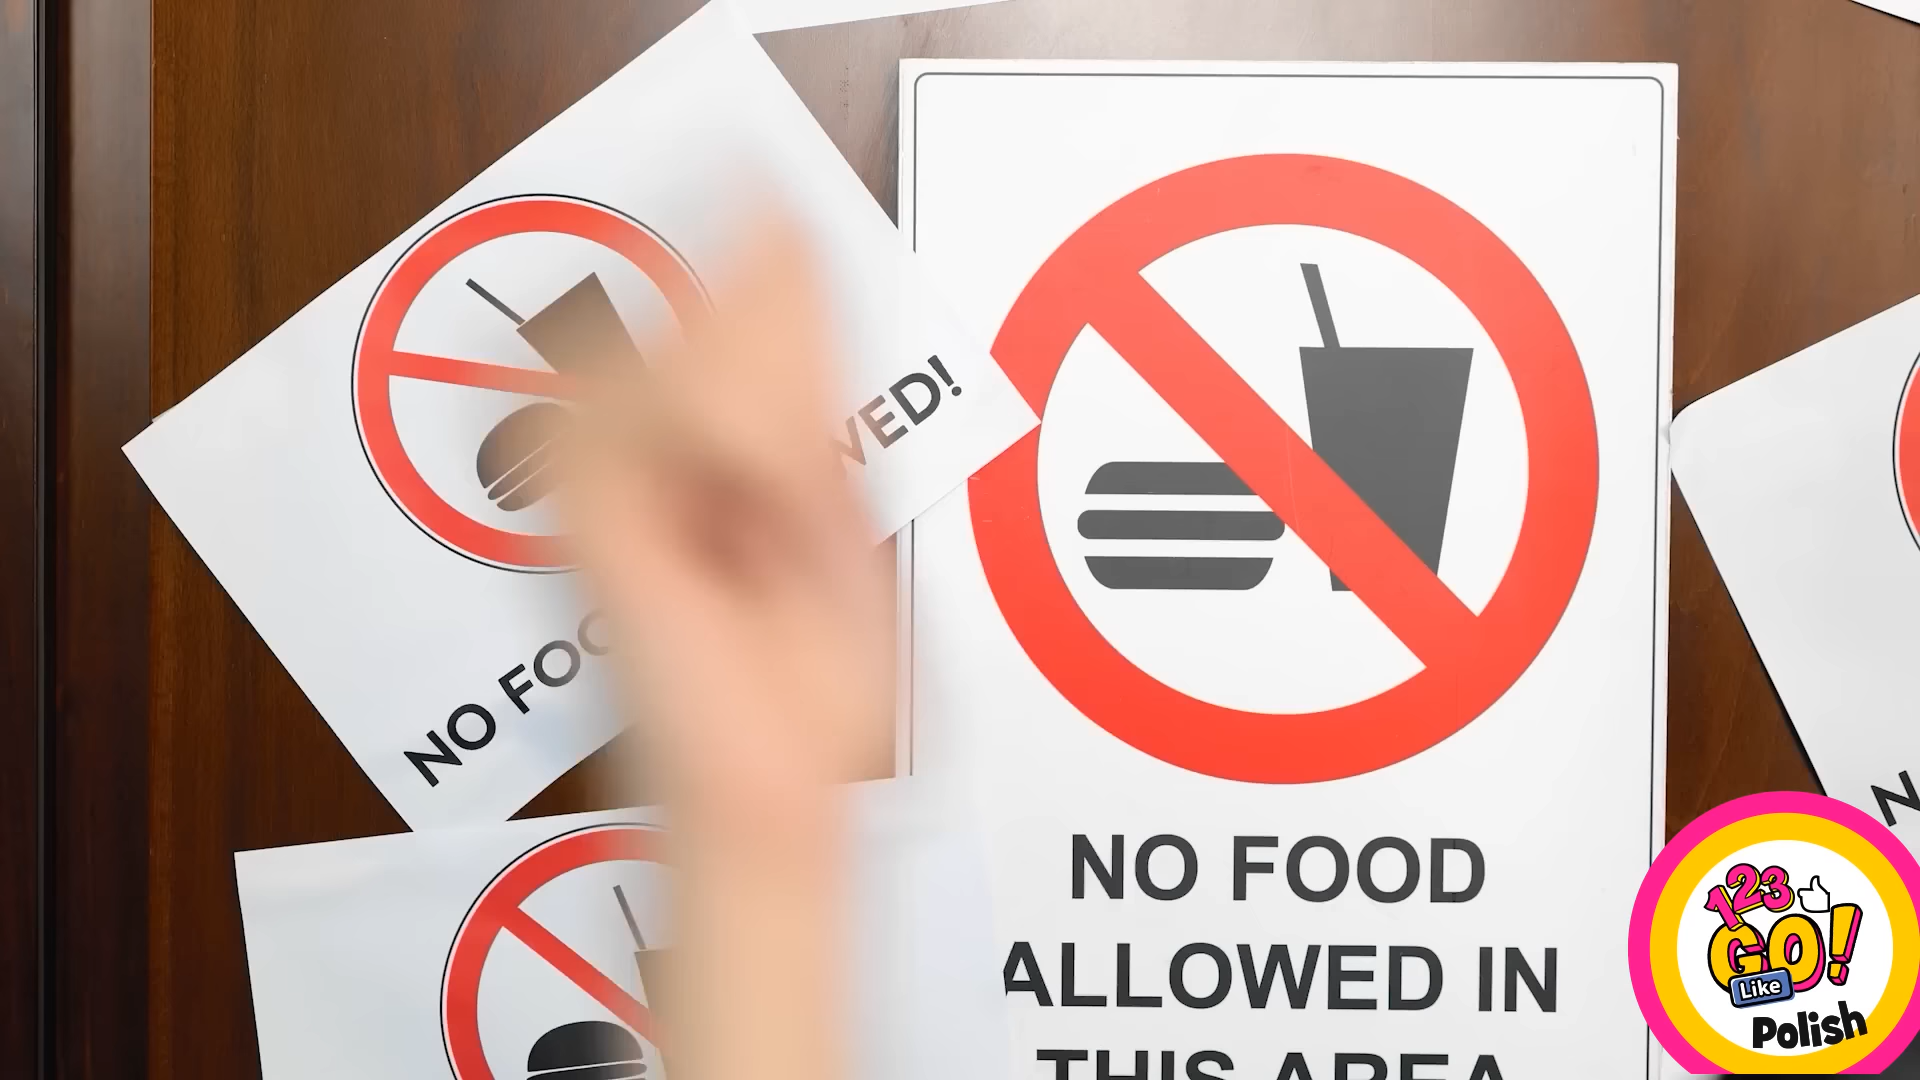 NO FOO
VED!
NO FOOD
ALLOWED IN
THIS AREA
N
123
GO!
Like
Polish